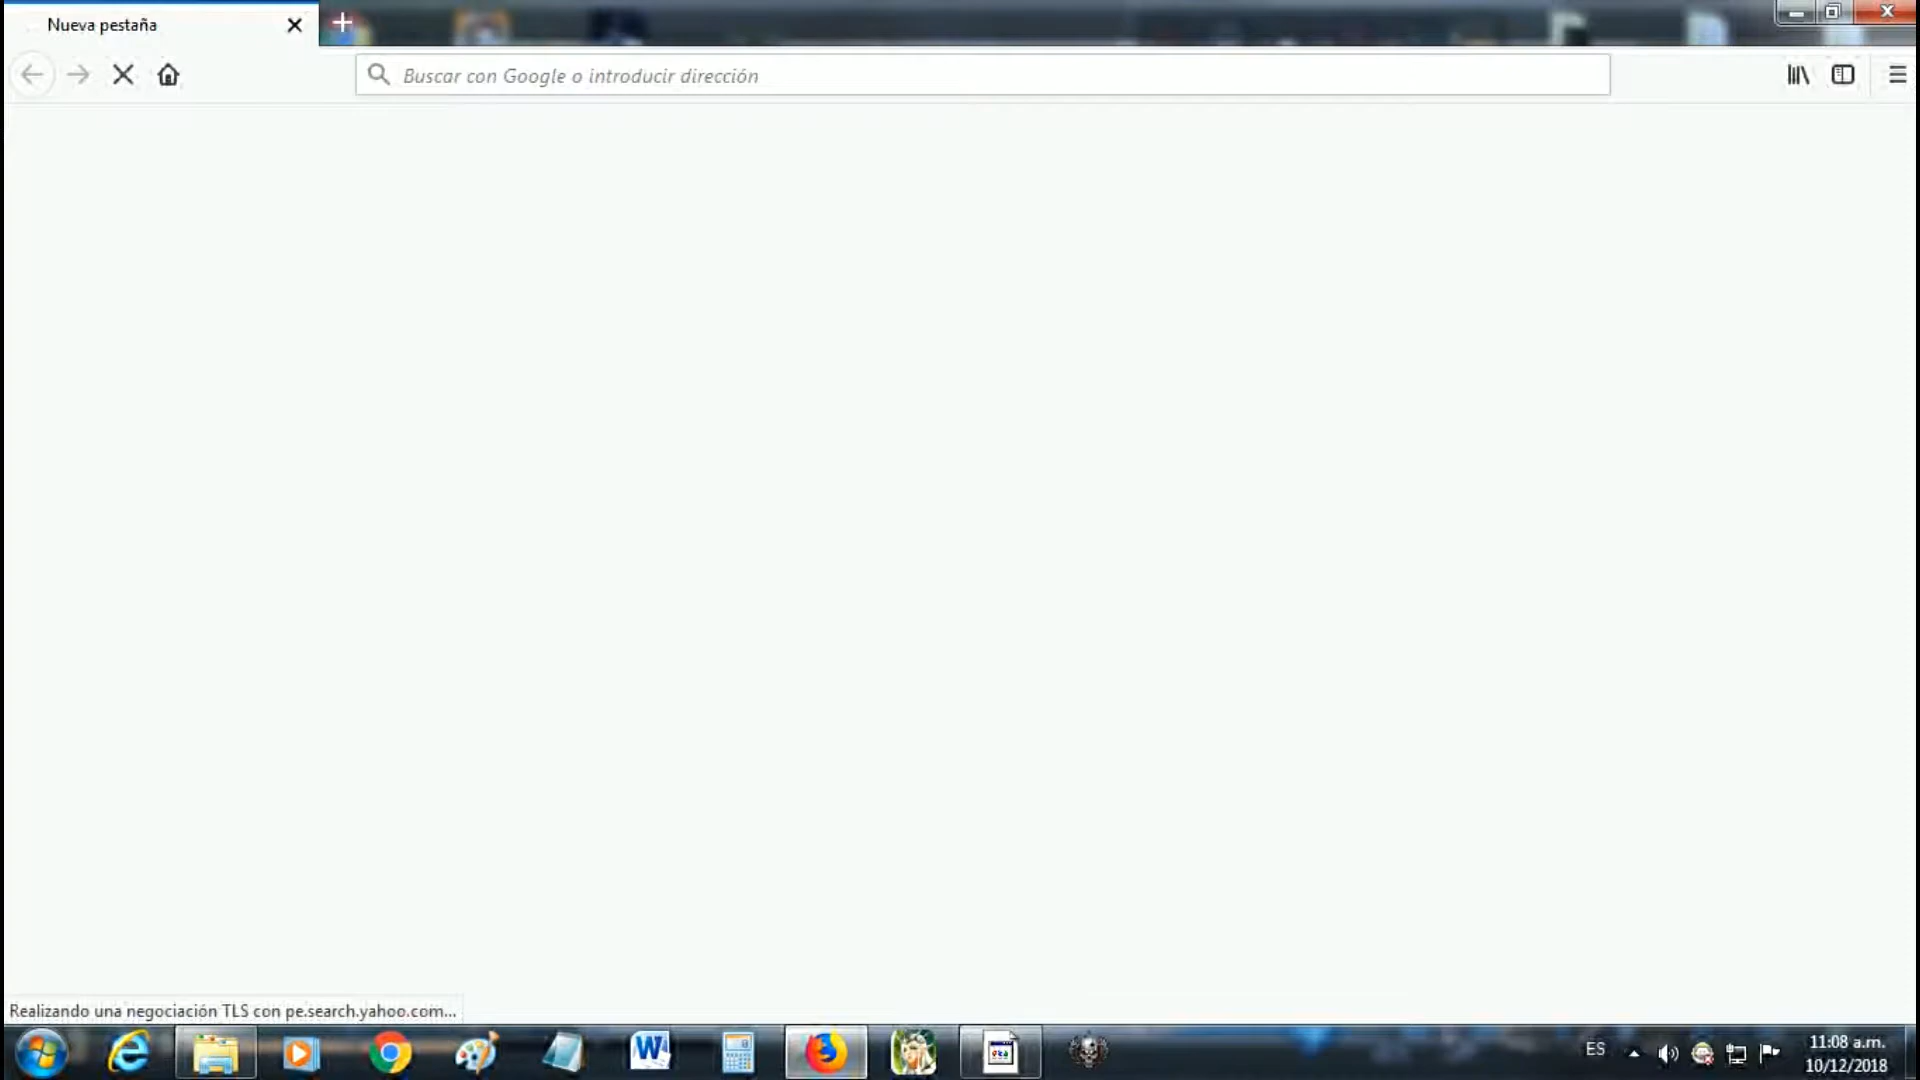 Nueva pestaña
Buscar con Google o introducir dirección
Realizando una negociación TLS con pe.search.yahoo.com...
ES
11:08 a.m.
10/12/2018